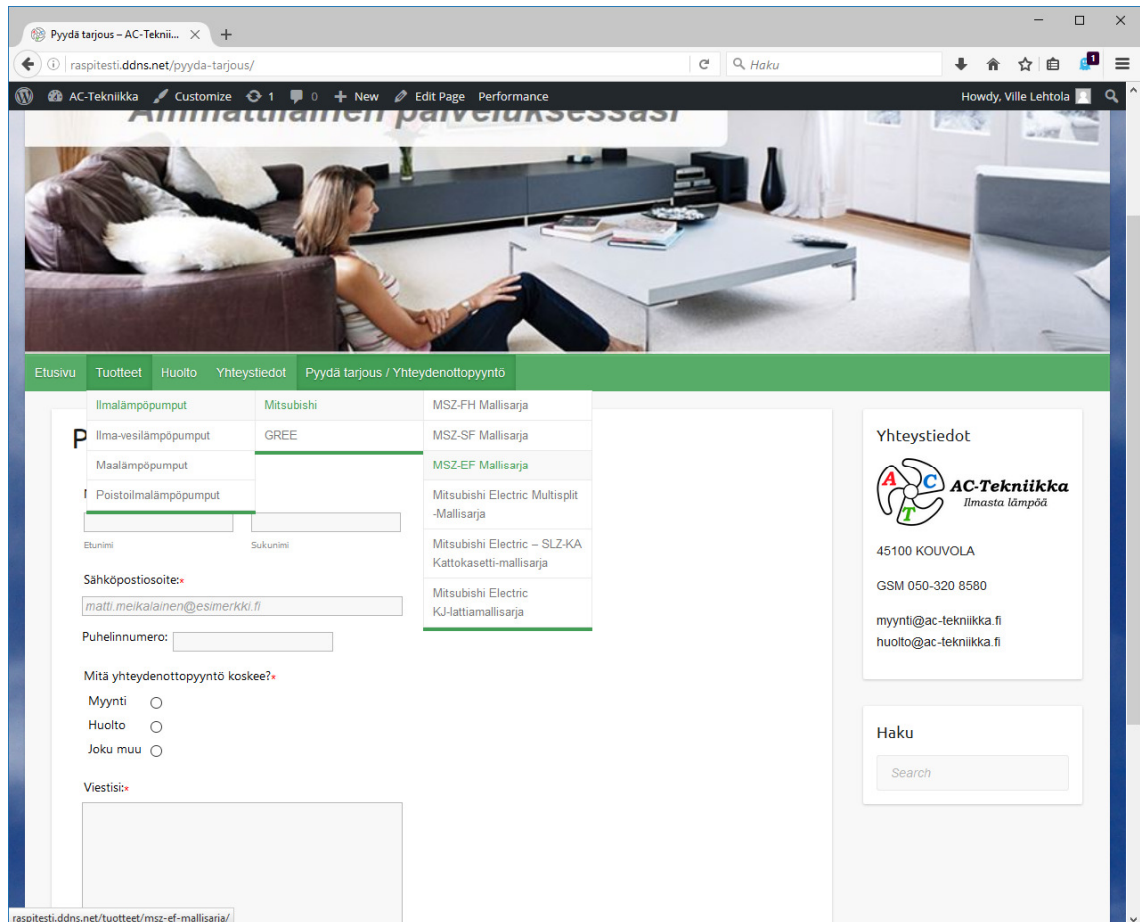 Pyydä tarjous – AC-Teknii...
raspitesti.ddns.net/pyyda-tarjous/
Haku
1
AC-Tekniikka
Customize
1
0
New
Edit Page
Performance
Howdy, Ville Lehtola
Ammattilainen palveluksessasi
Etusivu
Tuotteet
Huolto
Yhteystiedot
Pyydä tarjous / Yhteydenottopyyntö
Ilmalämpöpumput
Ilma-vesilämpöpumput
Maalämpöpumput
Poistoilmalämpöpumput
Mitsubishi
GREE
MSZ-FH Mallisarja
MSZ-SF Mallisarja
MSZ-EF Mallisarja
Mitsubishi Electric Multisplit
-Mallisarja
Mitsubishi Electric – SLZ-KA
Kattokasetti-mallisarja
Mitsubishi Electric
KJ-lattiamallisarja
P
Etunimi
Sukunimi
Sähköpostiosoite:*
matti.meikalainen@esimerkki.fi
Puhelinnumero:
Mitä yhteydenottopyyntö koskee?*
Myynti
Huolto
Joku muu
Viestisi:*
Yhteystiedot
A C T
AC-Tekniikka
Ilmasta lämpöä
45100 KOUVOLA
GSM 050-320 8580
myynti@ac-tekniikka.fi
huolto@ac-tekniikka.fi
Haku
Search
raspitesti.ddns.net/tuotteet/msz-ef-mallisarja/